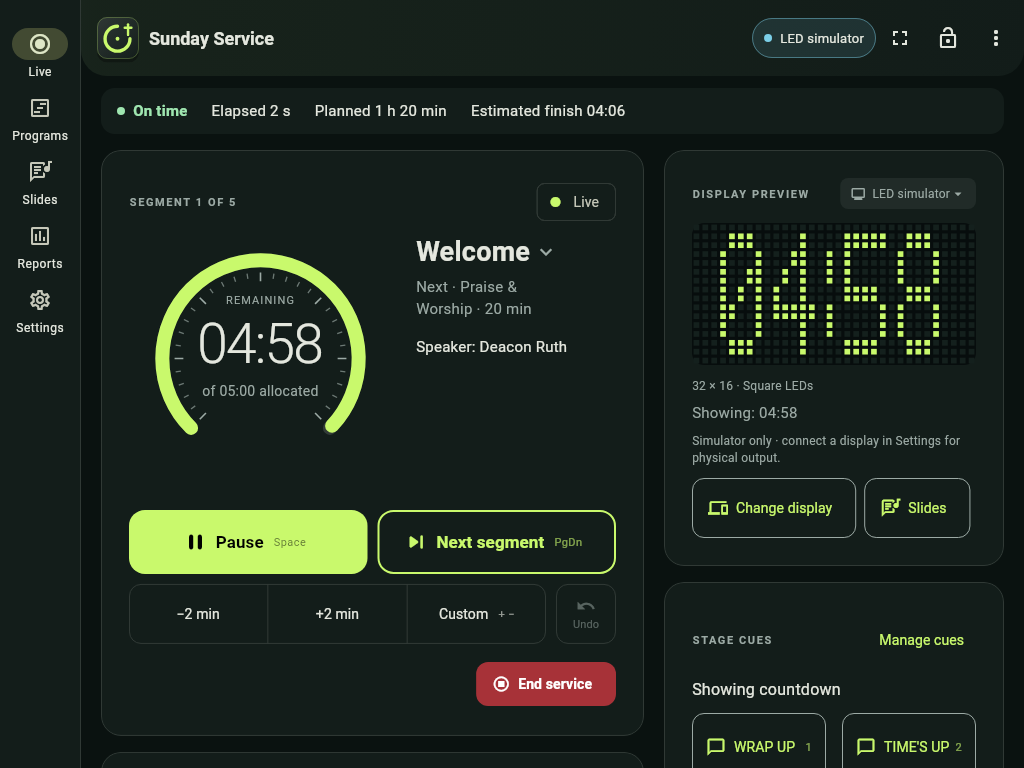 Live
Programs
Slides
Reports
Settings
Sunday Service
LED simulator
On time Elapsed 2 s Planned 1 h 20 min Estimated finish 04:06
SEGMENT 1 OF 5
Live
REMAINING
04:58
of 05:00 allocated
Welcome
Next · Praise &
Worship · 20 min
Speaker: Deacon Ruth
Pause Space
Next segment PgDn
−2 min
+2 min
Custom + -
Undo
End service
DISPLAY PREVIEW
LED simulator
04:58
32 × 16 · Square LEDs
Showing: 04:58
Simulator only · connect a display in Settings for
physical output.
Change display
Slides
STAGE CUES
Manage cues
Showing countdown
WRAP UP 1
TIME'S UP 2